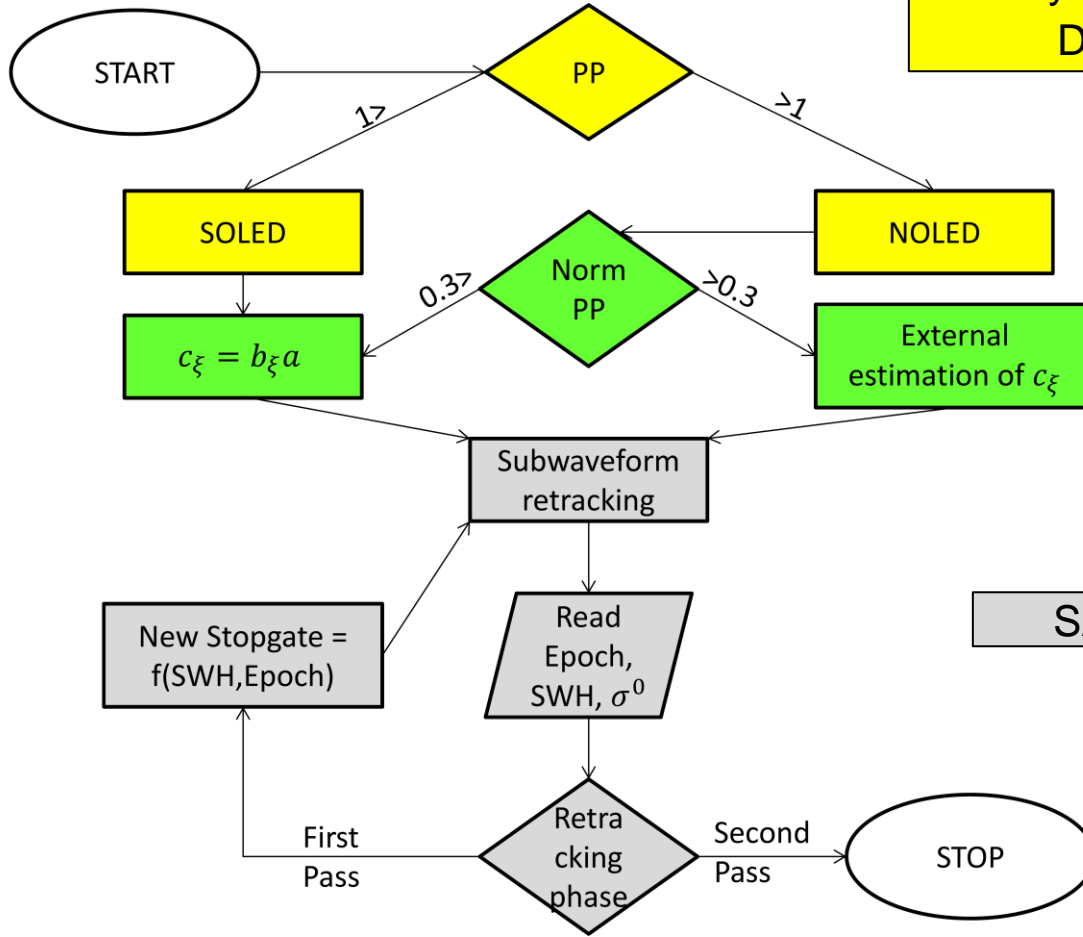 START
PP
D
1>
>1
SOLED
NOLED
Norm
PP
0.3>
>0.3
c_ξ = b_ξ a
External
estimation of c_ξ
Subwaveform
retracking
New Stopgate =
f(SWH,Epoch)
Read
Epoch,
SWH, σ⁰
S
First
Pass
Retra
cking
phase
Second
Pass
STOP